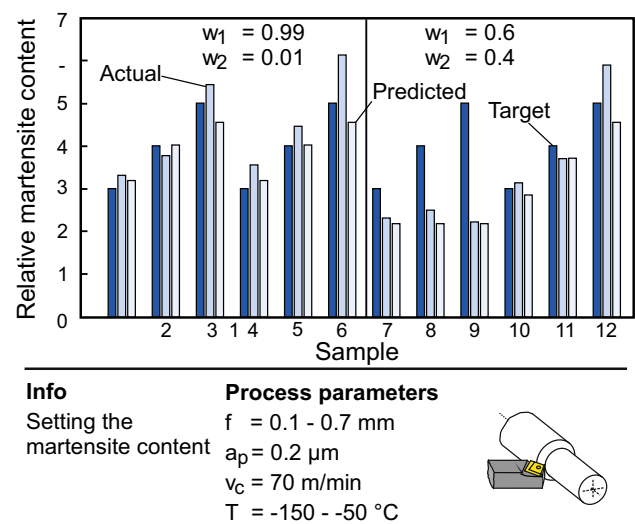 7
-
5
4
3
2
1
0
Relative martensite content
w1 = 0.99
w2 = 0.01
w1 = 0.6
w2 = 0.4
Actual
Predicted
Target
2 3 1 4 5 6 7 8 9 10 11 12
Sample
Info
Setting the
martensite content
Process parameters
f = 0.1 - 0.7 mm
ap = 0.2 µm
vc = 70 m/min
T = -150 - -50 °C